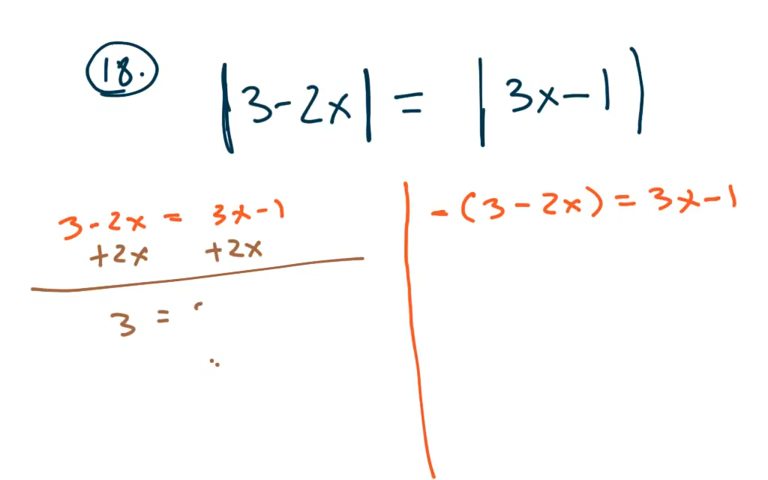 18.
|3-2x| = |3x-1|
3-2x = 3x-1
+2x +2x
3 =
-(3-2x) = 3x-1